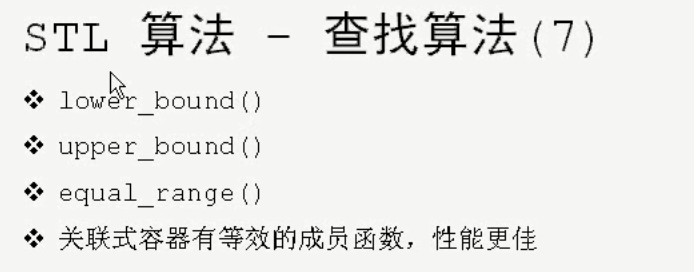 STL 算法 - 查找算法(7)
❖ lower_bound()
❖ upper_bound()
❖ equal_range()
❖ 关联式容器有等效的成员函数，性能更佳